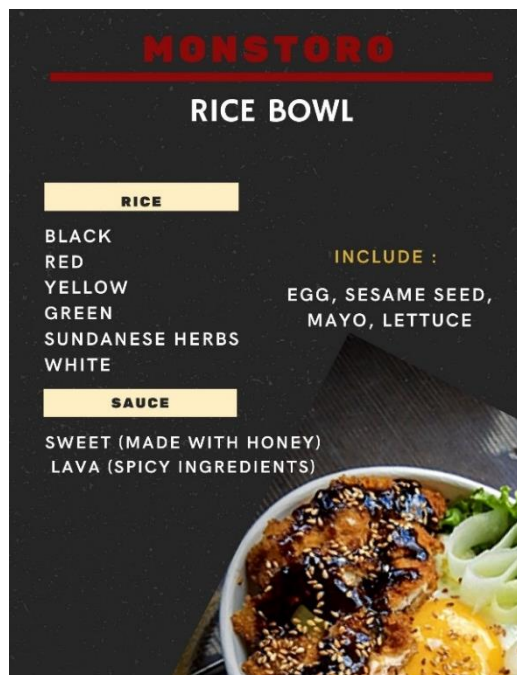 MONSTORO
RICE BOWL
RICE
BLACK
RED
YELLOW
GREEN
SUNDANESE HERBS
WHITE
INCLUDE :
EGG, SESAME SEED,
MAYO, LETTUCE
SAUCE
SWEET (MADE WITH HONEY)
LAVA (SPICY INGREDIENTS)